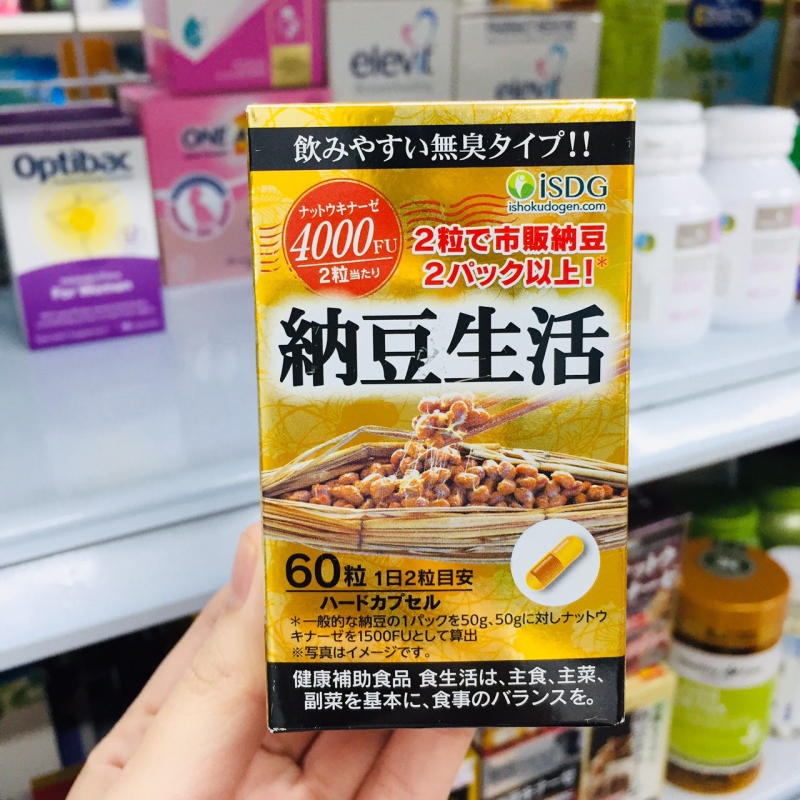 elevit
elevit
Optibac
For Women
ONE
飲みやすい無臭タイプ!!
iSDG
ishokudogen.com
ナットウキナーゼ
4000FU
2粒当たり
2粒で市販納豆
2パック以上!*
納豆生活
60粒 1日2粒目安
ハードカプセル
*一般的な納豆の1パックを50g、50gに対しナットウ
キナーゼを1500FUとして算出
※写真はイメージです。
健康補助食品 食生活は、主食、主菜、
副菜を基本に、食事のバランスを。